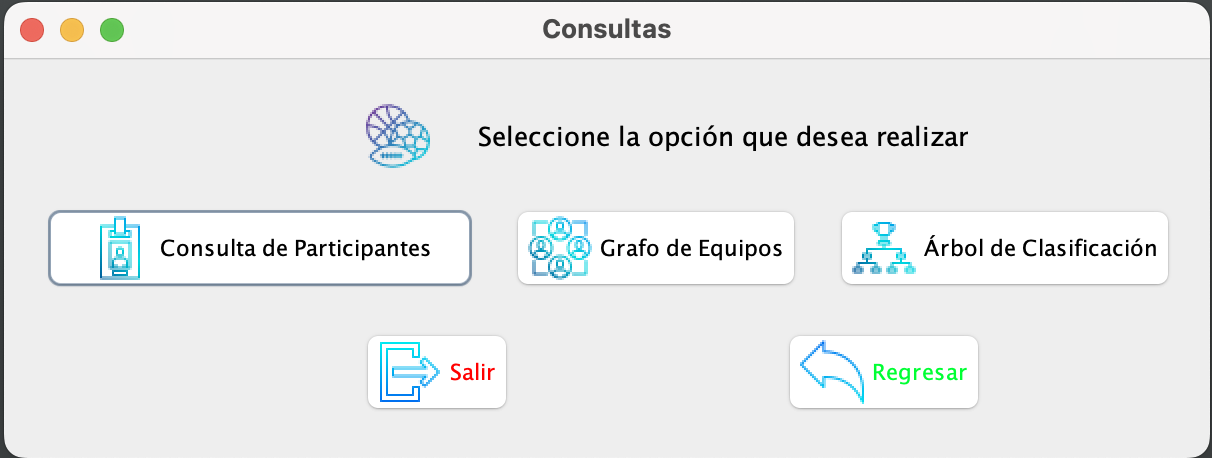 Consultas
Seleccione la opción que desea realizar
Consulta de Participantes
Grafo de Equipos
Árbol de Clasificación
Salir
Regresar